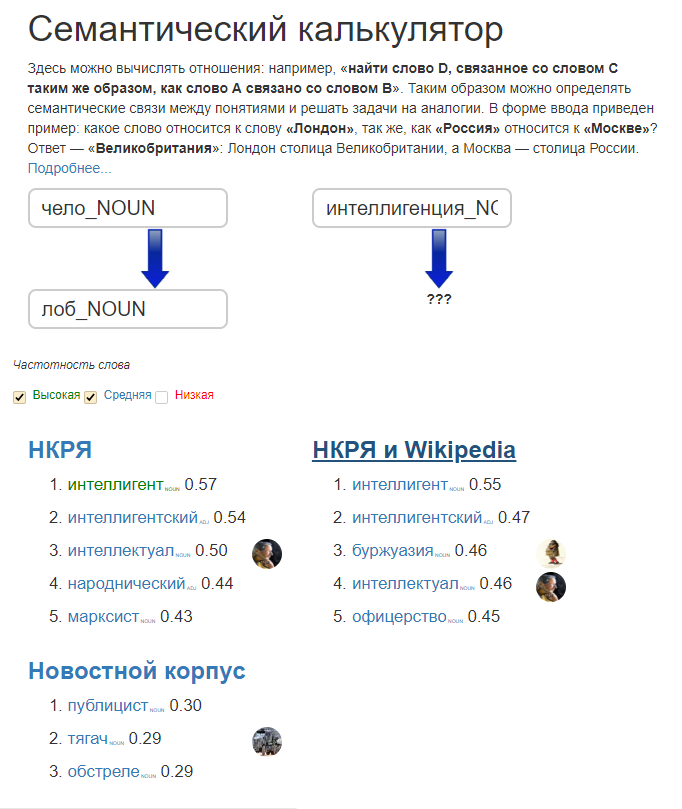 Семантический калькулятор
Здесь можно вычислять отношения: например, «найти слово D, связанное со словом C
таким же образом, как слово A связано со словом B». Таким образом можно определять
семантические связи между понятиями и решать задачи на аналогии. В форме ввода приведен
пример: какое слово относится к слову «Лондон», так же, как «Россия» относится к «Москве»?
Ответ — «Великобритания»: Лондон столица Великобритании, а Москва — столица России.
Подробнее...
чело_NOUN интеллигенция_NO
лоб_NOUN ???
Частотность слова
Высокая Средняя Низкая
НКРЯ
1. интеллигент NOUN 0.57
2. интеллигентский ADJ 0.54
3. интеллектуал NOUN 0.50
4. народнический ADJ 0.44
5. марксист NOUN 0.43
НКРЯ и Wikipedia
1. интеллигент NOUN 0.55
2. интеллигентский ADJ 0.47
3. буржуазия NOUN 0.46
4. интеллектуал NOUN 0.46
5. офицерство NOUN 0.45
Новостной корпус
1. публицист NOUN 0.30
2. тягач NOUN 0.29
3. обстреле NOUN 0.29